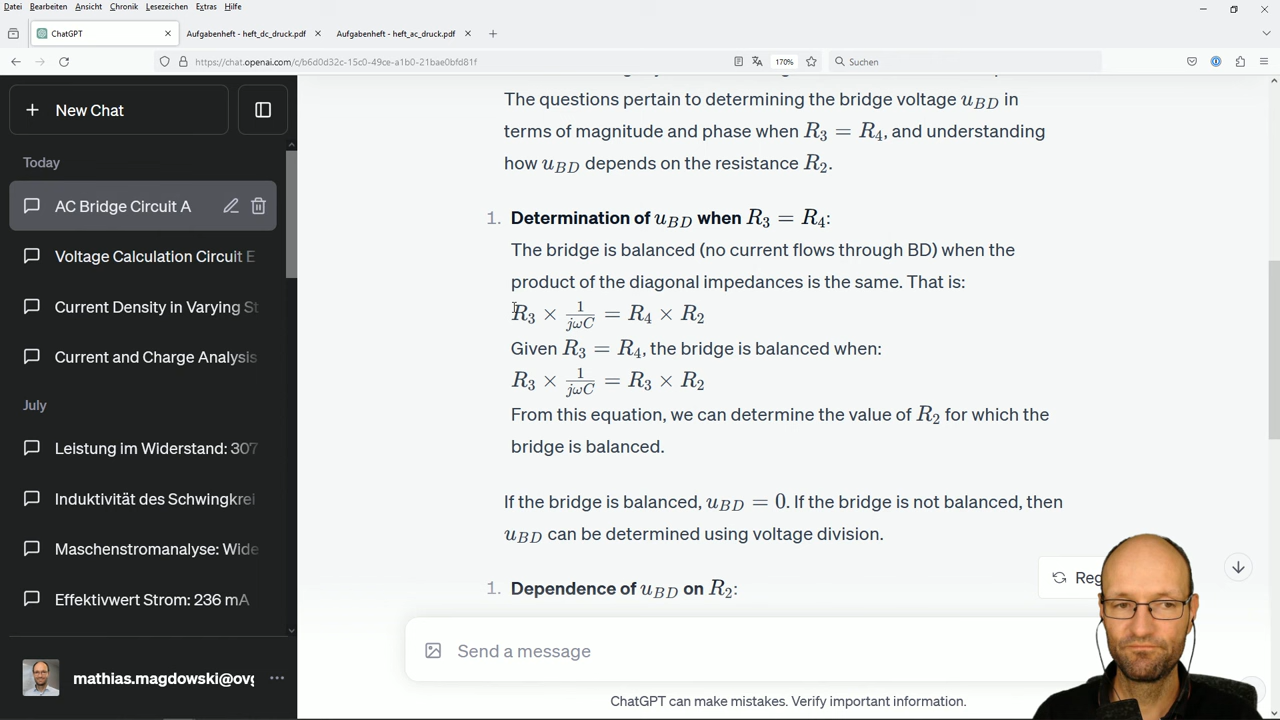 Datei Bearbeiten Ansicht Chronik Lesezeichen Extras Hilfe
ChatGPT × Aufgabenheft - heft_dc_druck.pdf × Aufgabenheft - heft_ac_druck.pdf × +
https://chat.openai.com/c/b6d0d32c-15c0-49ce-a1b0-21bae0bfd81f 170% Suchen
+ New Chat
Today
AC Bridge Circuit A
Voltage Calculation Circuit E
Current Density in Varying St
Current and Charge Analysis
July
Leistung im Widerstand: 307
Induktivität des Schwingkrei
Maschenstromanalyse: Wide
Effektivwert Strom: 236 mA
mathias.magdowski@ovg ...
The questions pertain to determining the bridge voltage u_BD in
terms of magnitude and phase when R_3 = R_4, and understanding
how u_BD depends on the resistance R_2.
1. Determination of u_BD when R_3 = R_4:
The bridge is balanced (no current flows through BD) when the
product of the diagonal impedances is the same. That is:
R_3 × 1/(jωC) = R_4 × R_2
Given R_3 = R_4, the bridge is balanced when:
R_3 × 1/(jωC) = R_3 × R_2
From this equation, we can determine the value of R_2 for which the
bridge is balanced.
If the bridge is balanced, u_BD = 0. If the bridge is not balanced, then
u_BD can be determined using voltage division.
1. Dependence of u_BD on R_2:
Reg
Send a message
ChatGPT can make mistakes. Verify important information.